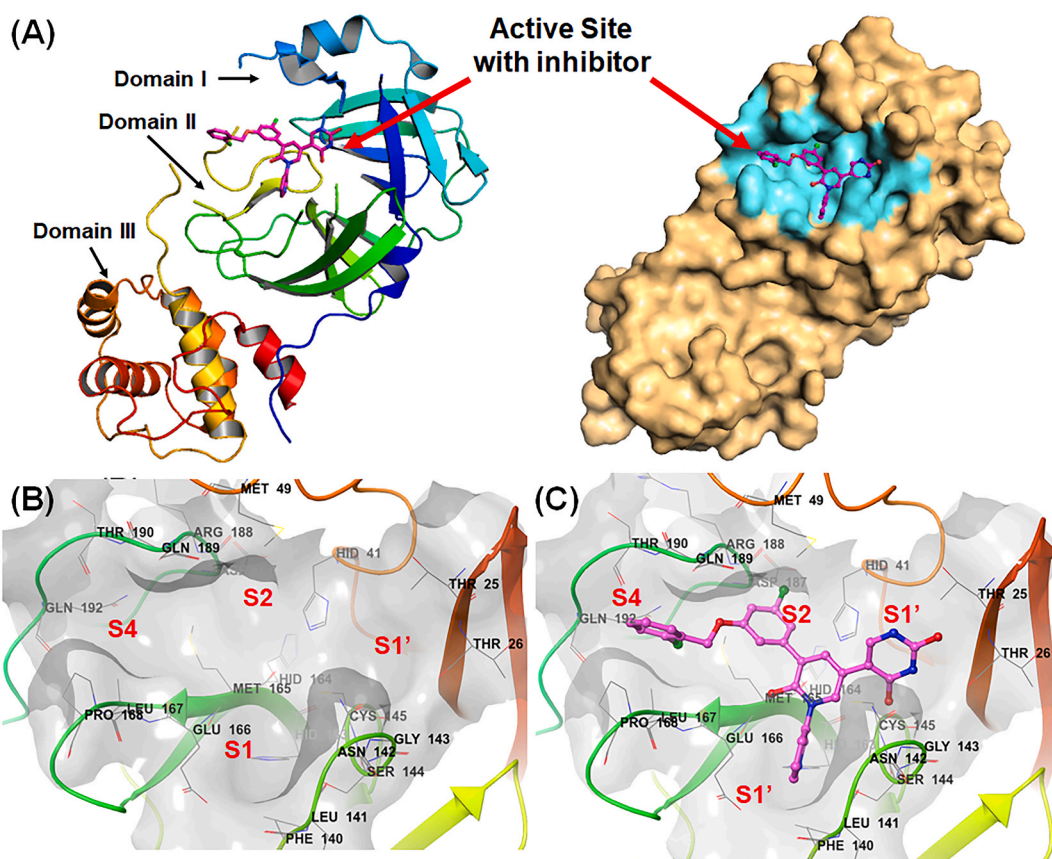 (A)
Active Site
with inhibitor
Domain I
Domain II
Domain III
(B)
MET 49
THR 190
ARG 188
GLN 189
HID 41
THR 25
S2
GLN 192
S4
S1’
THR 26
HID 164
MET 165
LEU 167
PRO 168
GLU 166
CYS 145
S1
ASN 142
GLY 143
SER 144
LEU 141
PHE 140
(C)
MET 49
THR 190
ARG 188
GLN 189
HID 41
ASP 187
THR 25
S4
S2
S1’
GLN 192
THR 26
HID 164
MET
LEU 167
PRO 168
GLU 166
CYS 145
GLY 143
ASN 142
SER 144
S1’
LEU 141
PHE 140